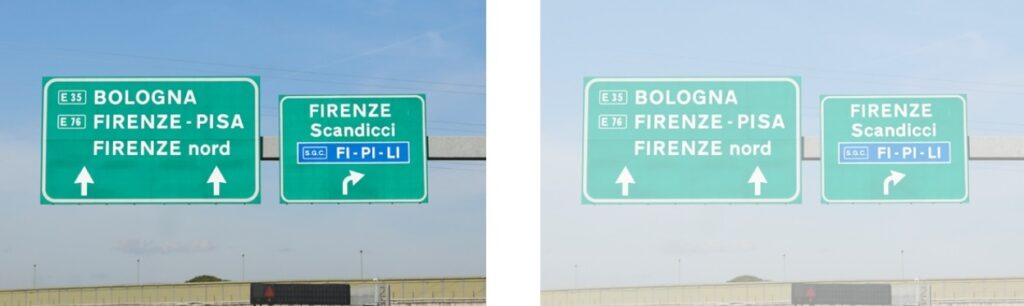 E 35 BOLOGNA
E 76 FIRENZE - PISA
FIRENZE nord
FIRENZE
Scandicci
S.G.C. FI - PI - LI
E 35 BOLOGNA
E 76 FIRENZE - PISA
FIRENZE nord
FIRENZE
Scandicci
S.G.C. FI - PI - LI